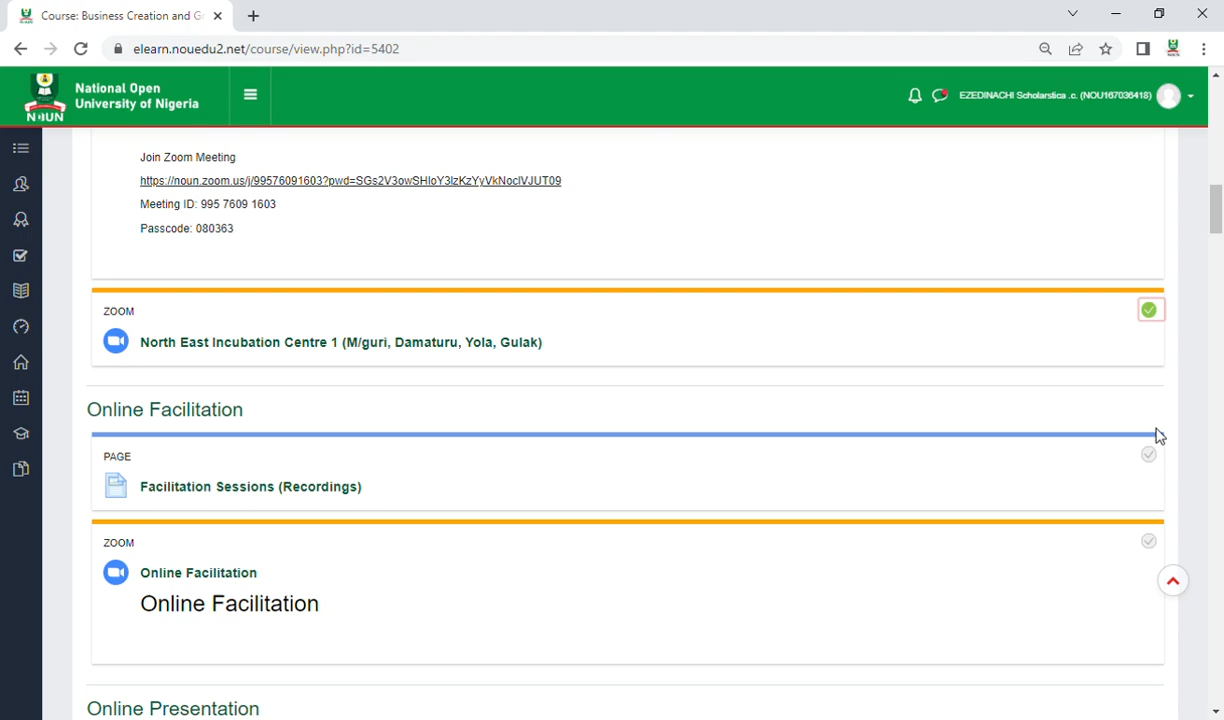 Course: Business Creation and Gr
elearn.nouedu2.net/course/view.php?id=5402
National Open
University of Nigeria
NOUN
EZEDINACHI Scholarstica .c. (NOU167036418)
Join Zoom Meeting
https://noun.zoom.us/j/99576091603?pwd=SGs2V3owSHloY3lzKzYyVkNoclVJUT09
Meeting ID: 995 7609 1603
Passcode: 080363
ZOOM
North East Incubation Centre 1 (M/guri, Damaturu, Yola, Gulak)
Online Facilitation
PAGE
Facilitation Sessions (Recordings)
ZOOM
Online Facilitation
Online Facilitation
Online Presentation